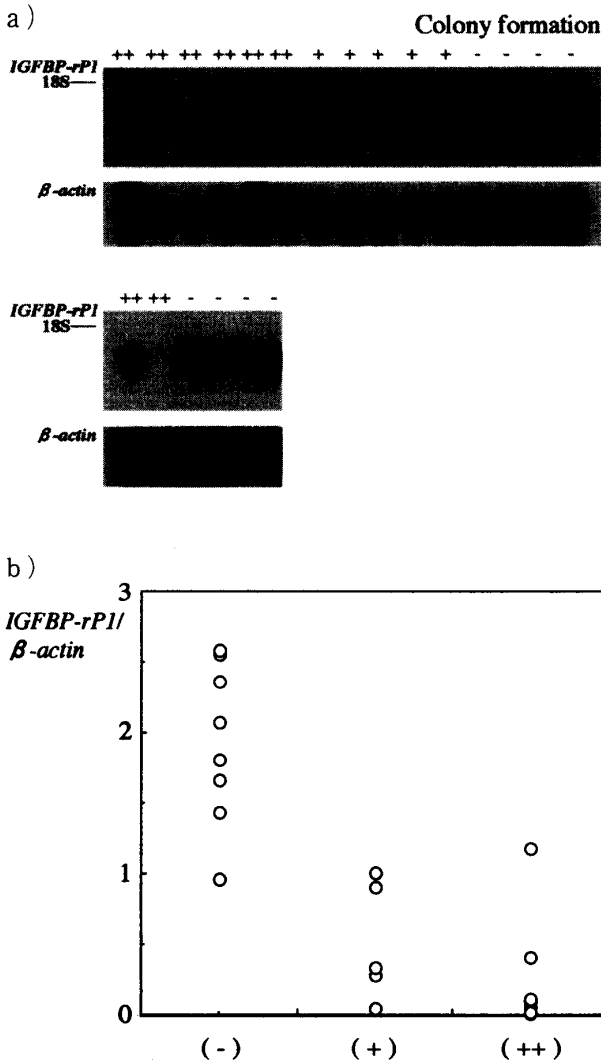 a )
Colony formation
++ ++ ++ ++ ++ ++ + + + + + - - - -
IGFBP-rP1
18S
β-actin
++ ++ - - - -
IGFBP-rP1
18S
β-actin
b )
3
IGFBP-rP1/
β-actin
2
1
0
( - ) ( + ) ( ++ )